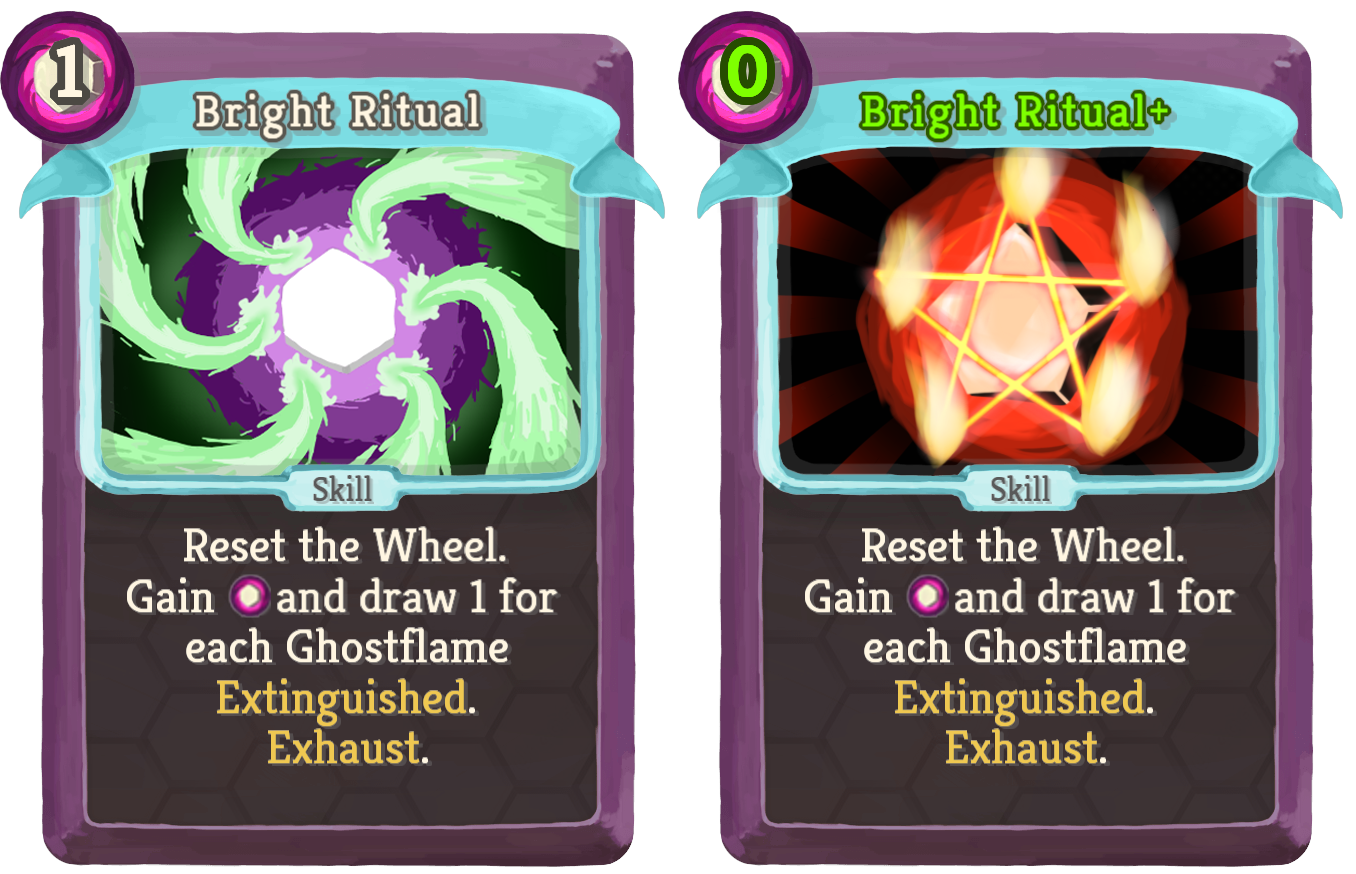 1
Bright Ritual
Skill
Reset the Wheel.
Gain and draw 1 for
each Ghostflame
Extinguished.
Exhaust.
0
Bright Ritual+
Skill
Reset the Wheel.
Gain and draw 1 for
each Ghostflame
Extinguished.
Exhaust.